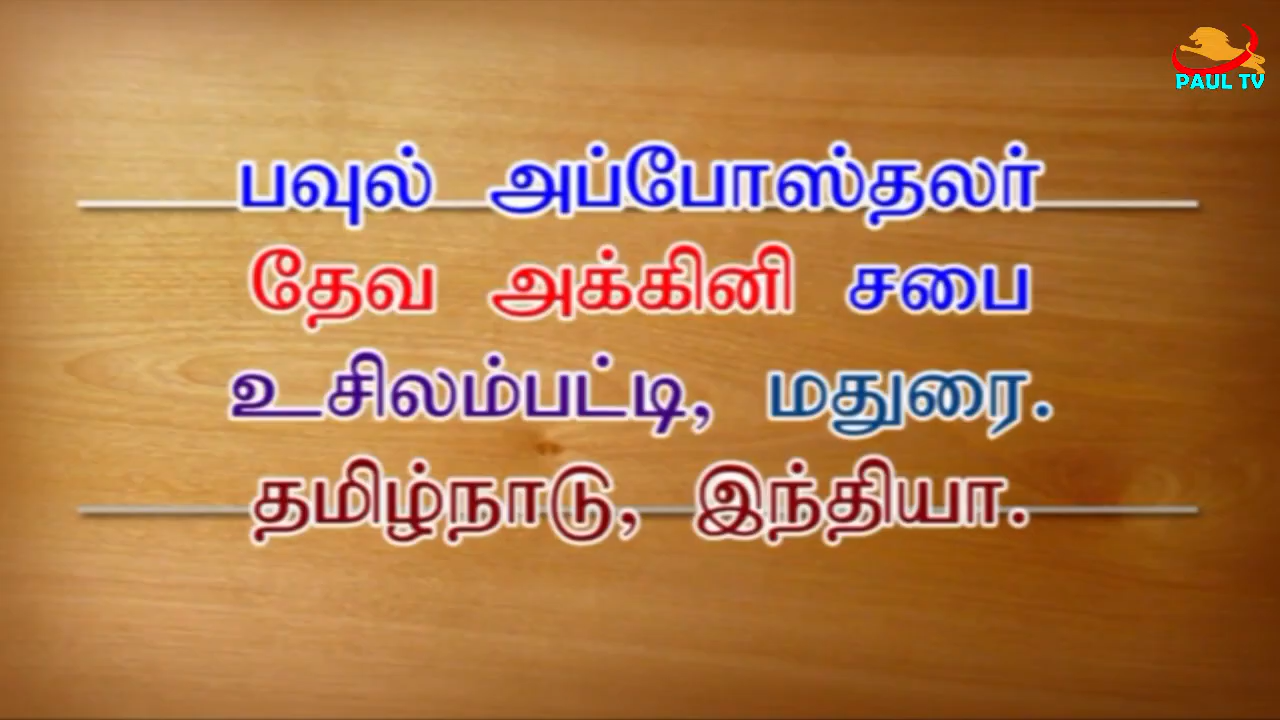 PAUL TV
பவுல் அப்போஸ்தலர்
தேவ அக்கினி சபை
உசிலம்பட்டி, மதுரை.
தமிழ்நாடு, இந்தியா.